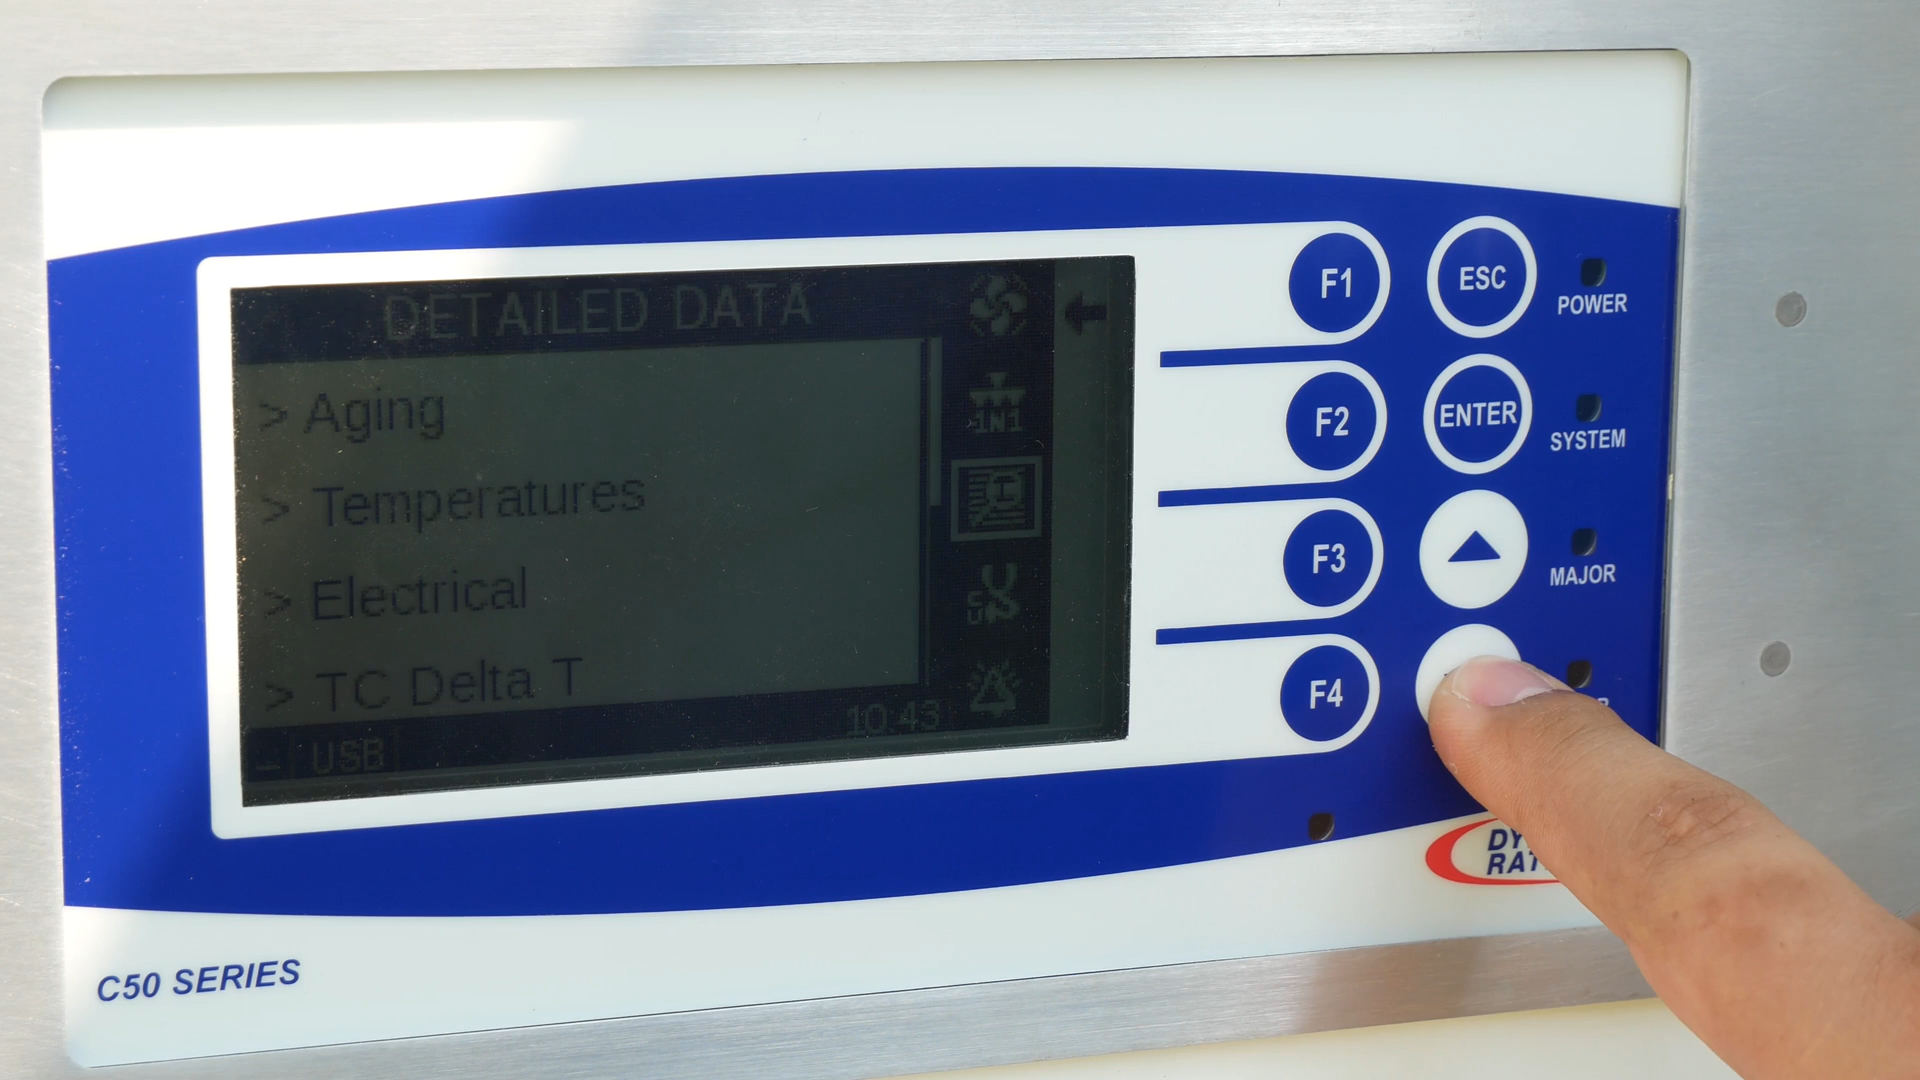 DETAILED DATA
> Aging
> Temperatures
> Electrical
> TC Delta T
10:43
USB
F1
F2
F3
F4
ESC
ENTER
POWER
SYSTEM
MAJOR
C50 SERIES